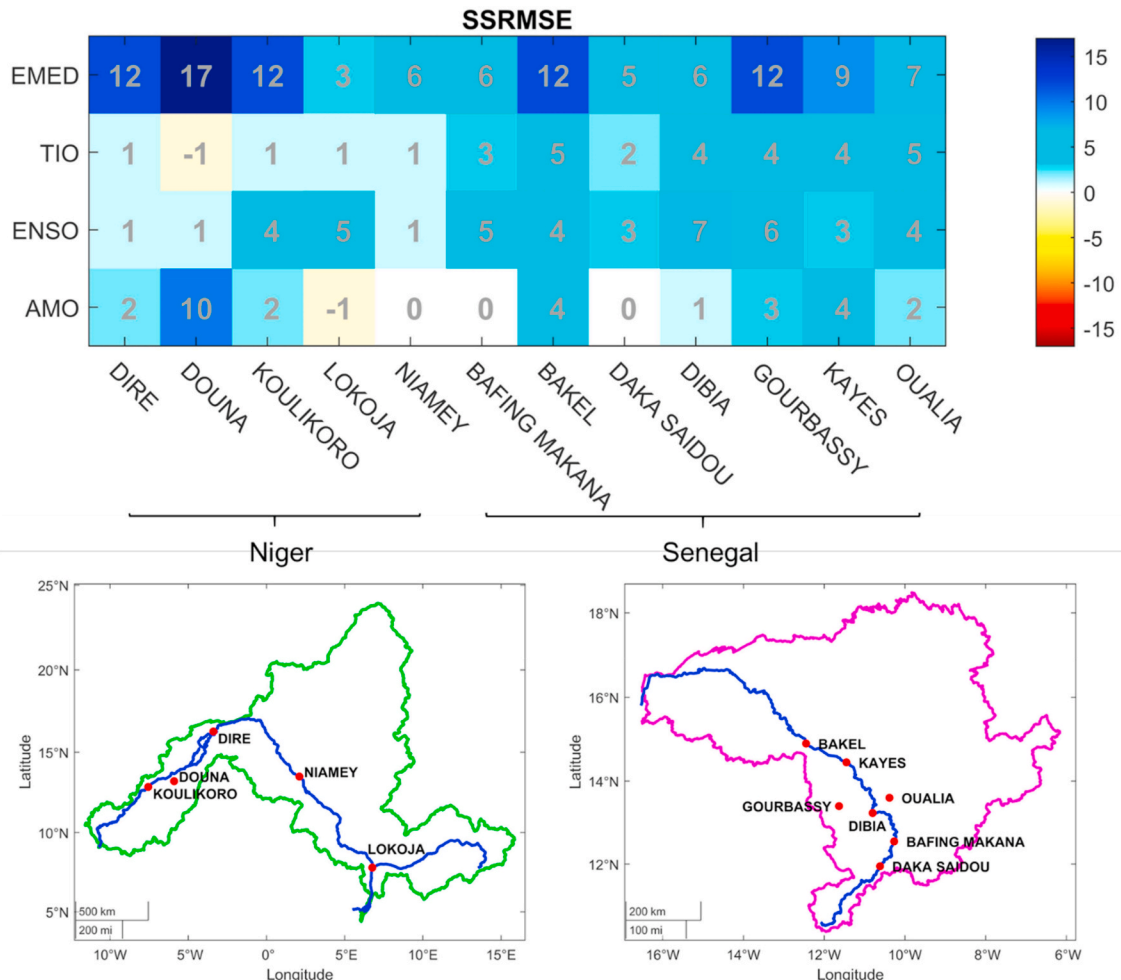 SSRMSE
EMED 12 17 12 3 6 6 12 5 6 12 9 7
TIO 1 -1 1 1 1 3 5 2 4 4 4 5
ENSO 1 1 4 5 1 5 4 3 7 6 3 4
AMO 2 10 2 -1 0 0 4 0 1 3 4 2
15
10
5
0
-5
-10
-15
DIRE DOUNA KOULIKORO LOKOJA NIAMEY BAFING MAKANA BAKEL DAKA SAIDOU DIBIA GOURBASSY KAYES OUALIA
Niger
Senegal
25°N
20°N
15°N
10°N
5°N
Latitude
DIRE
DOUNA
KOULIKORO
NIAMEY
LOKOJA
500 km
200 mi
10°W 5°W 0° 5°E 10°E 15°E
Longitude
18°N
16°N
14°N
12°N
Latitude
BAKEL
KAYES
OUALIA
GOURBASSY
DIBIA
BAFING MAKANA
DAKA SAIDOU
200 km
100 mi
16°W 14°W 12°W 10°W 8°W 6°W
Longitude